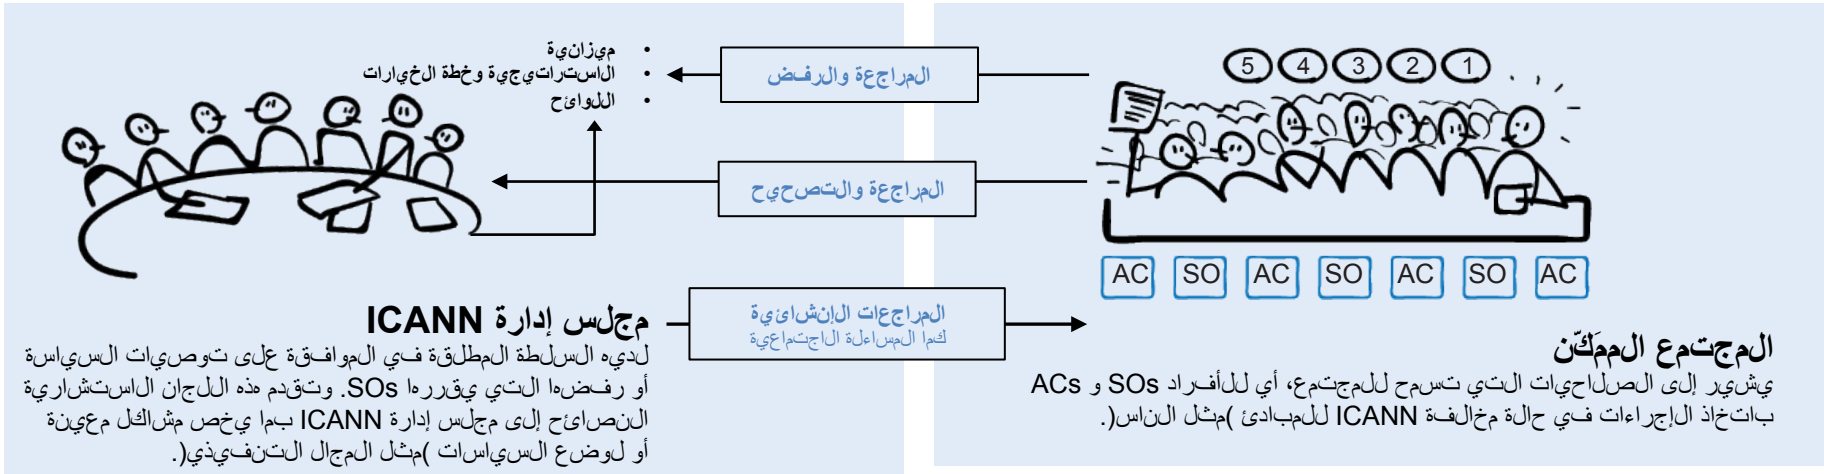 5 4 3 2 1
المراجعة والرفض
• ميزانية
• الاستراتيجية وخطة الخيارات
• اللوائح
المراجعة والتصحيح
AC SO AC SO AC SO AC
المراجعات الإنشائية
كما المساءلة الاجتماعية
المجتمع الممَكّن
يشير إلى الصلاحيات التي تسمح للمجتمع، أي للأفراد SOs و ACs
باتخاذ الإجراءات في حالة مخالفة ICANN للمبادئ )مثل الناس(.
مجلس إدارة ICANN
لديه السلطة المطلقة في الموافقة على توصيات السياسة
أو رفضها التي يقررها SOs. وتقدم هذه اللجان الاستشارية
النصائح إلى مجلس إدارة ICANN بما يخص مشاكل معينة
أو لوضع السياسات )مثل المجال التنفيذي(.